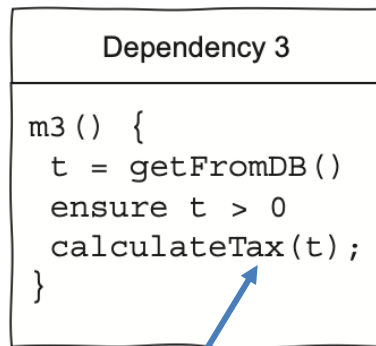 Dependency 3
m3() {
t = getFromDB()
ensure t > 0
calculateTax(t);
}